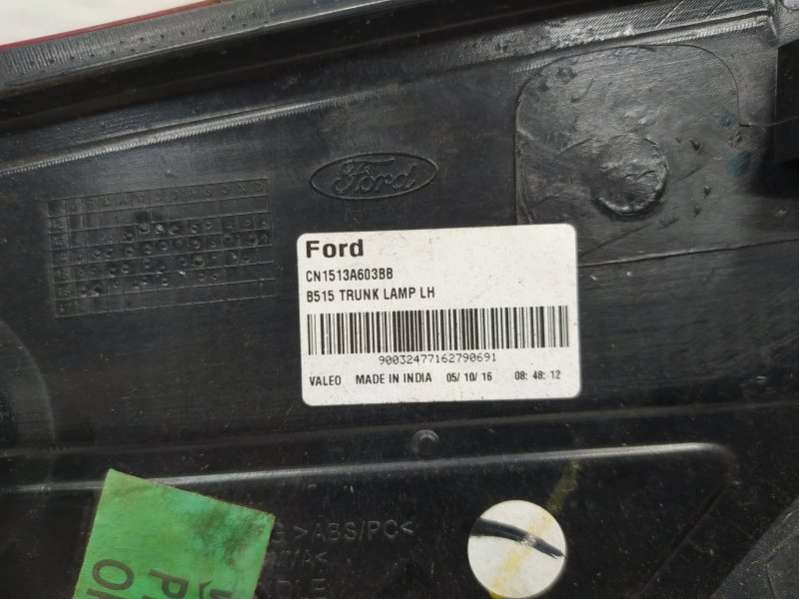 Ford
Ford
CN1513A603BB
B515 TRUNK LAMP LH
90032477162790691
VALEO MADE IN INDIA 05/ 10/ 16 08: 48: 12
>ABS/PC<